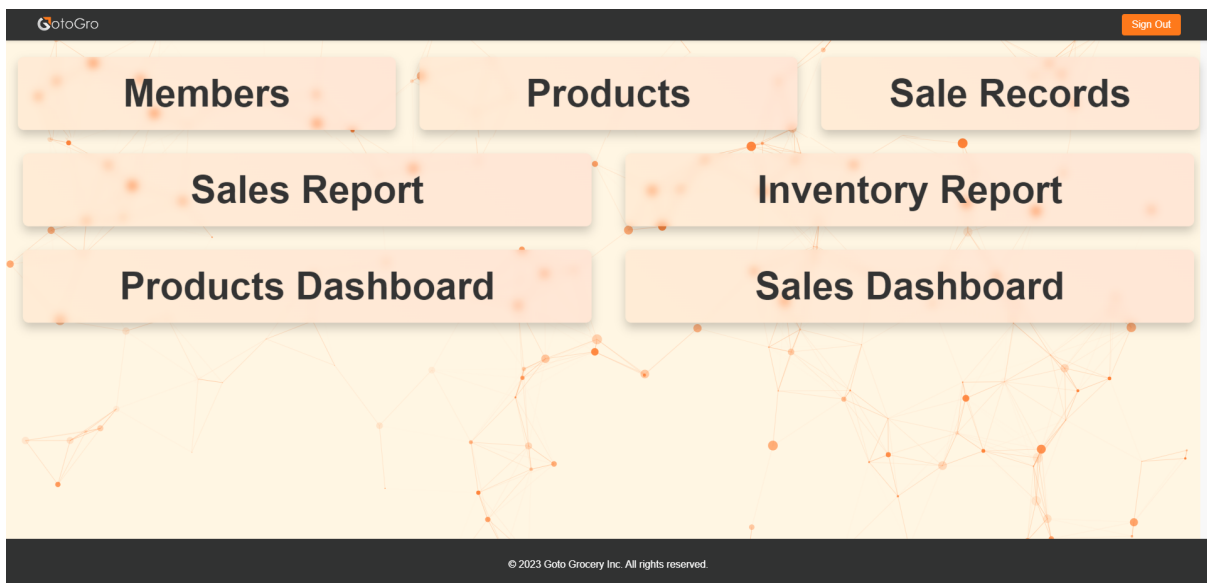 GotoGro
Sign Out
Members
Products
Sale Records
Sales Report
Inventory Report
Products Dashboard
Sales Dashboard
© 2023 Goto Grocery Inc. All rights reserved.